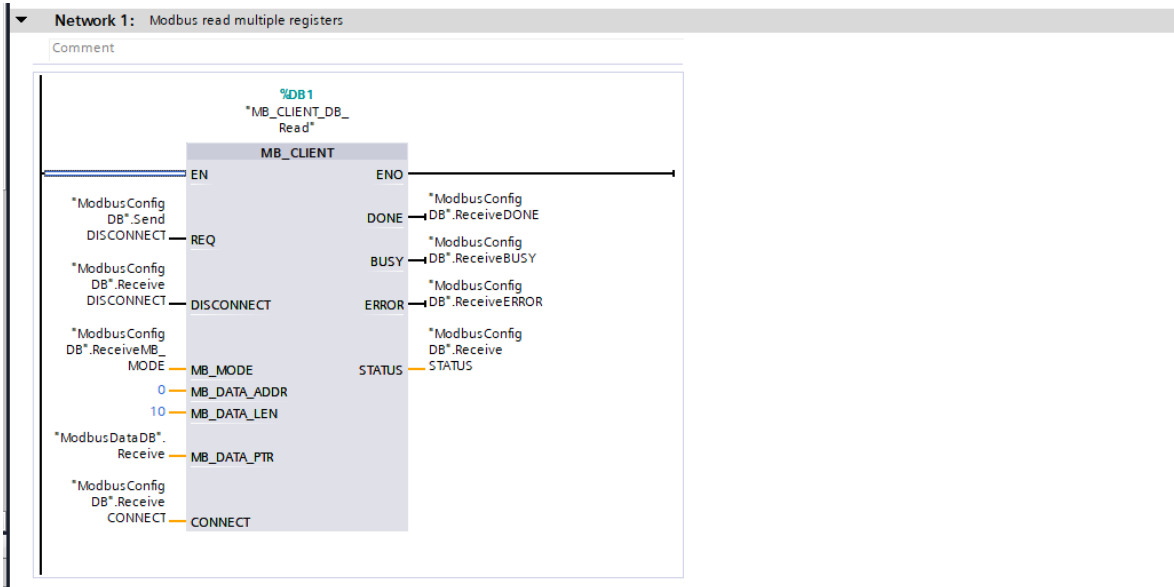 Network 1: Modbus read multiple registers
Comment
%DB1
"MB_CLIENT_DB_
Read"
MB_CLIENT
EN
ENO
"ModbusConfig
DB".Send
DISCONNECT
REQ
DONE
"ModbusConfig
DB".ReceiveDONE
"ModbusConfig
DB".Receive
DISCONNECT
DISCONNECT
BUSY
"ModbusConfig
DB".ReceiveBUSY
ERROR
"ModbusConfig
DB".ReceiveERROR
"ModbusConfig
DB".ReceiveMB_
MODE
MB_MODE
STATUS
"ModbusConfig
DB".Receive
STATUS
0
MB_DATA_ADDR
10
MB_DATA_LEN
"ModbusDataDB".
Receive
MB_DATA_PTR
"ModbusConfig
DB".Receive
CONNECT
CONNECT